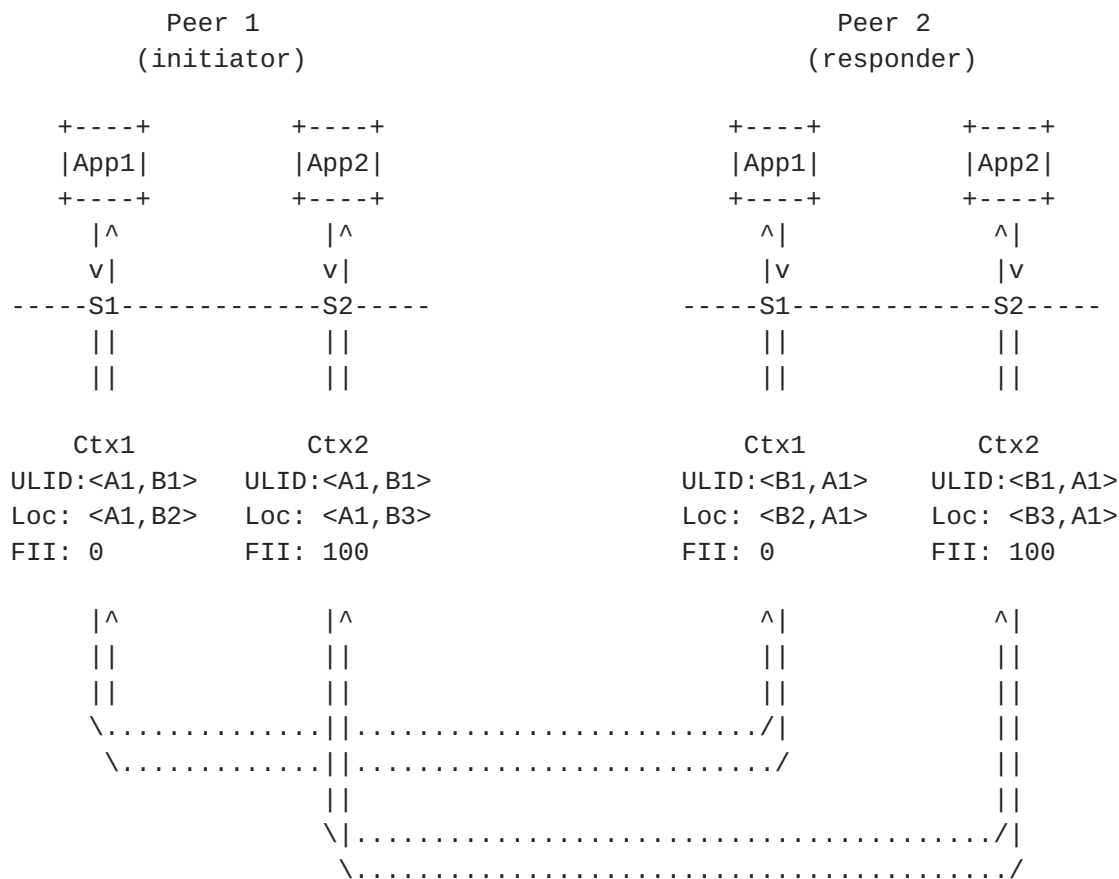 Peer 1 Peer 2
(initiator) (responder)
+----+ +----+ +----+ +----+
|App1| |App2| |App1| |App2|
+----+ +----+ +----+ +----+
|^ |^ ^| ^|
v| v| |v |v
-----S1-------------S2----- -----S1-------------S2-----
|| || || ||
|| || || ||
Ctx1 Ctx2 Ctx1 Ctx2
ULID:<A1,B1> ULID:<A1,B1> ULID:<B1,A1> ULID:<B1,A1>
Loc: <A1,B2> Loc: <A1,B3> Loc: <B2,A1> Loc: <B3,A1>
FII: 0 FII: 100 FII: 0 FII: 100
|^ |^ ^| ^|
|| || || ||
|| || || ||
\..............||........................../| ||
\.............||.........................../ ||
|| ||
\|........................................../|
\........................................../